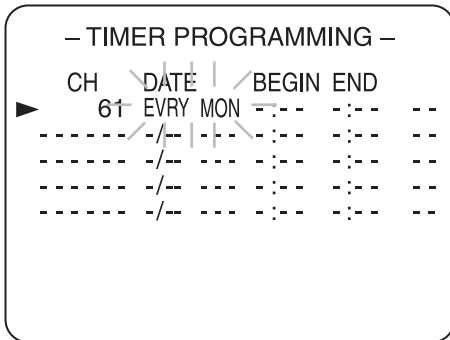 – TIMER PROGRAMMING –
CH DATE BEGIN END
► 61 EVRY MON -:-- -:-- --
------ -/-- --- -:-- -:-- --
------ -/-- --- -:-- -:-- --
------ -/-- --- -:-- -:-- --
------ -/-- --- -:-- -:-- --